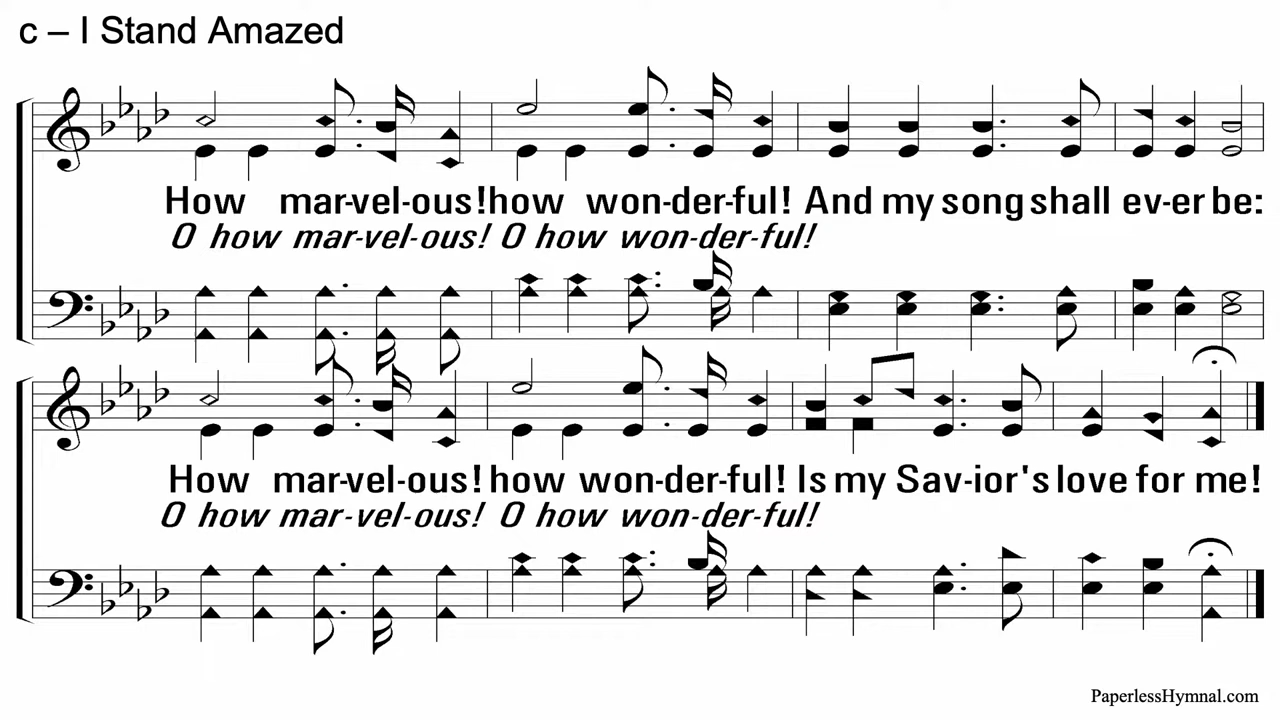 c – I Stand Amazed
How mar-vel-ous! how won-der-ful! And my song shall ev-er be:
O how mar-vel-ous! O how won-der-ful!
How mar-vel-ous! how won-der-ful! Is my Sav-ior's love for me!
O how mar-vel-ous! O how won-der-ful!
PaperlessHymnal.com